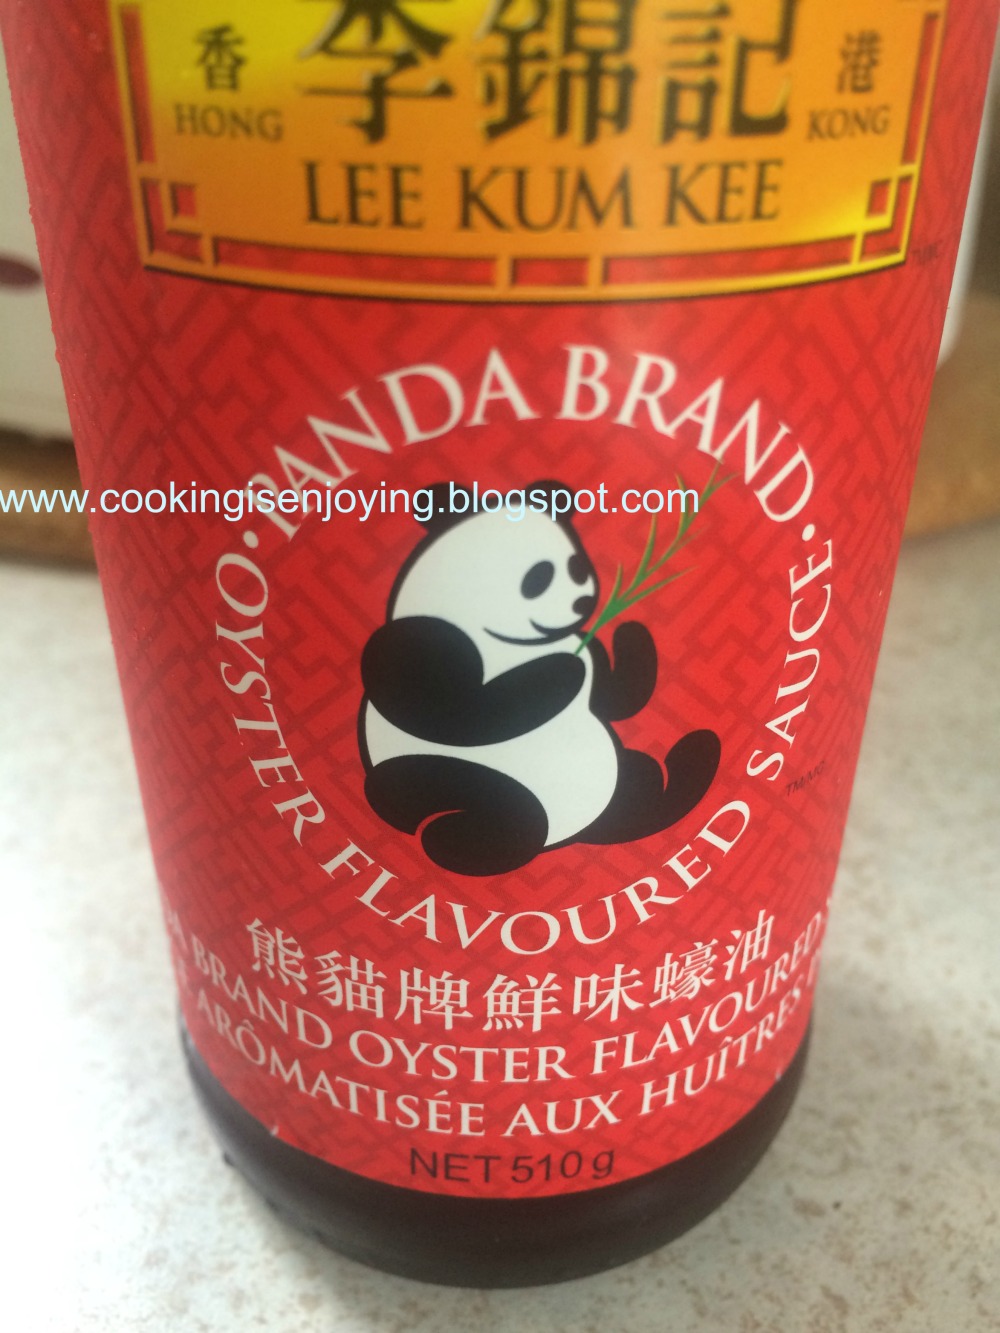 香 李錦記 港
HONG KONG
LEE KUM KEE
PANDA BRAND
www.cookingisenjoying.blogspot.com
·OYSTER FLAVOURED SAUCE·
熊貓牌鮮味蠔油
BRAND OYSTER FLAVOURED
ARÔMATISÉE AUX HUÎTRES
NET 510 g